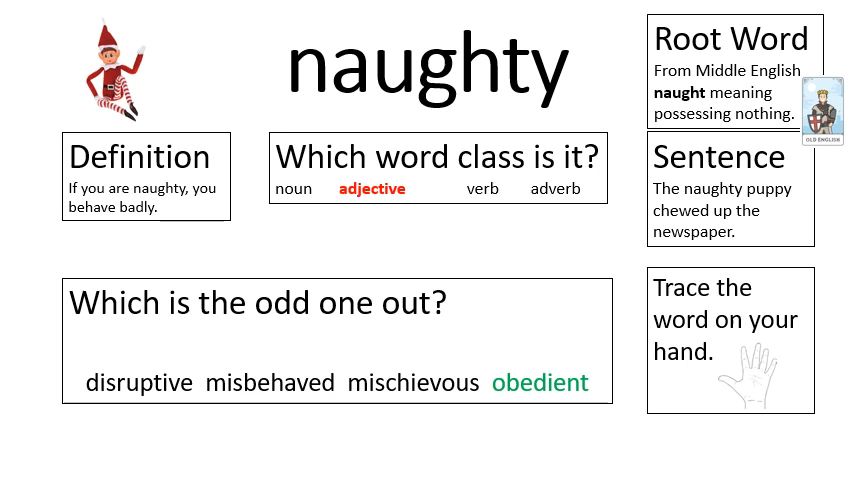 naughty
Root Word
From Middle English
naught meaning
possessing nothing.
OLD ENGLISH
Definition
If you are naughty, you
behave badly.
Which word class is it?
noun adjective verb adverb
Sentence
The naughty puppy
chewed up the
newspaper.
Which is the odd one out?
disruptive misbehaved mischievous obedient
Trace the
word on your
hand.